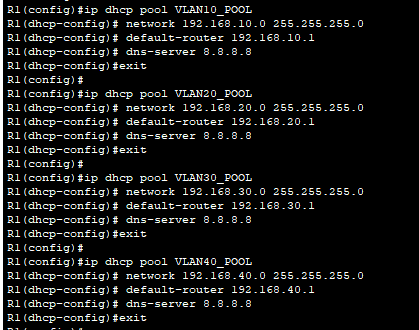 R1(config)#ip dhcp pool VLAN10_POOL
R1(dhcp-config)# network 192.168.10.0 255.255.255.0
R1(dhcp-config)# default-router 192.168.10.1
R1(dhcp-config)# dns-server 8.8.8.8
R1(dhcp-config)#exit
R1(config)#
R1(config)#ip dhcp pool VLAN20_POOL
R1(dhcp-config)# network 192.168.20.0 255.255.255.0
R1(dhcp-config)# default-router 192.168.20.1
R1(dhcp-config)# dns-server 8.8.8.8
R1(dhcp-config)#exit
R1(config)#
R1(config)#ip dhcp pool VLAN30_POOL
R1(dhcp-config)# network 192.168.30.0 255.255.255.0
R1(dhcp-config)# default-router 192.168.30.1
R1(dhcp-config)# dns-server 8.8.8.8
R1(dhcp-config)#exit
R1(config)#
R1(config)#ip dhcp pool VLAN40_POOL
R1(dhcp-config)# network 192.168.40.0 255.255.255.0
R1(dhcp-config)# default-router 192.168.40.1
R1(dhcp-config)# dns-server 8.8.8.8
R1(dhcp-config)#exit
R1(config)#